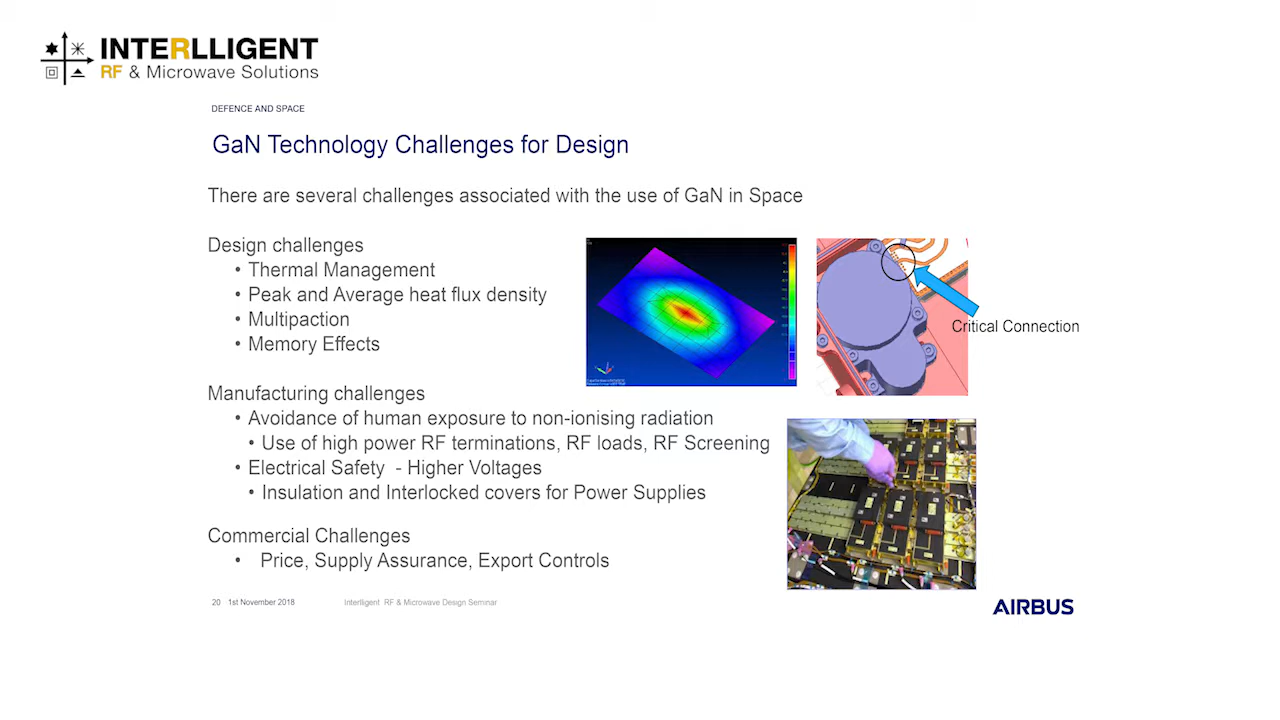 INTERLLIGENT
RF & Microwave Solutions
DEFENCE AND SPACE
GaN Technology Challenges for Design
There are several challenges associated with the use of GaN in Space
Design challenges
• Thermal Management
• Peak and Average heat flux density
• Multipaction
• Memory Effects
Critical Connection
Manufacturing challenges
• Avoidance of human exposure to non-ionising radiation
• Use of high power RF terminations, RF loads, RF Screening
• Electrical Safety - Higher Voltages
• Insulation and Interlocked covers for Power Supplies
Commercial Challenges
• Price, Supply Assurance, Export Controls
20 1st November 2018 Interlligent RF & Microwave Design Seminar
AIRBUS